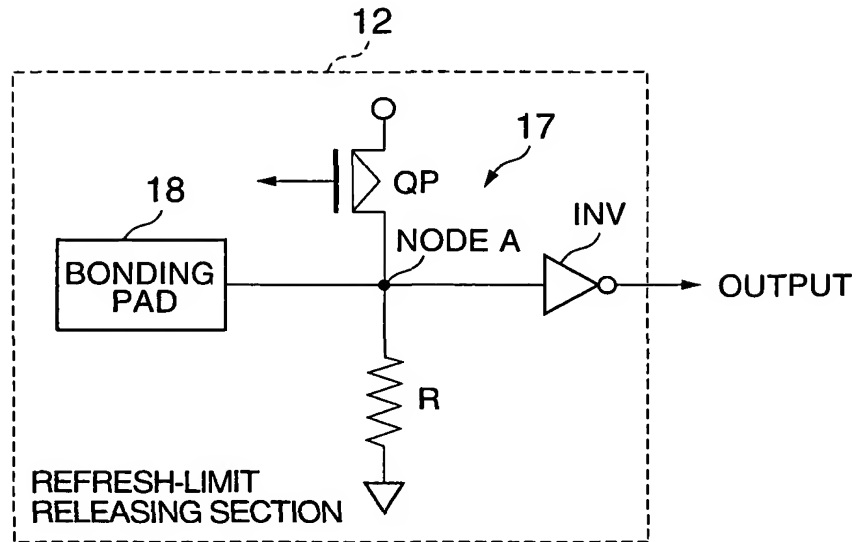 12
17
QP
18
INV
NODE A
BONDING
PAD
OUTPUT
R
REFRESH-LIMIT
RELEASING SECTION